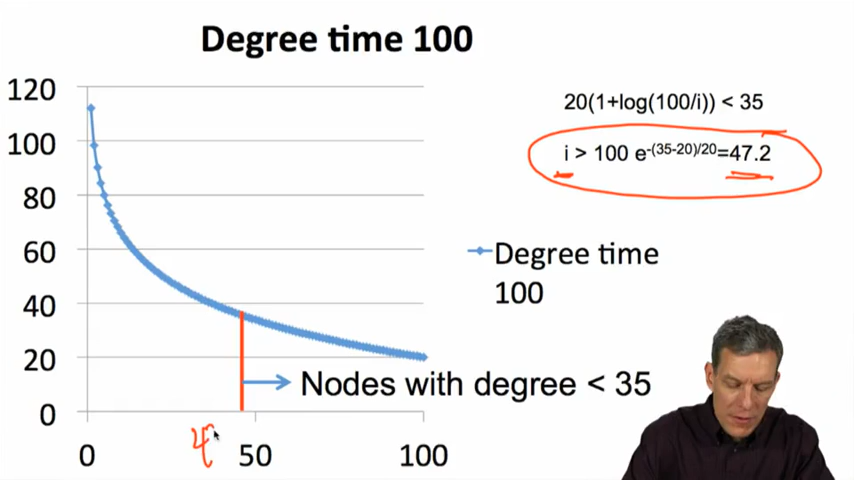 Degree time 100
120
100
80
60
40
20
0
0
50
100
20(1+log(100/i)) < 35
i > 100 e-(35-20)/20=47.2
Degree time
100
Nodes with degree < 35